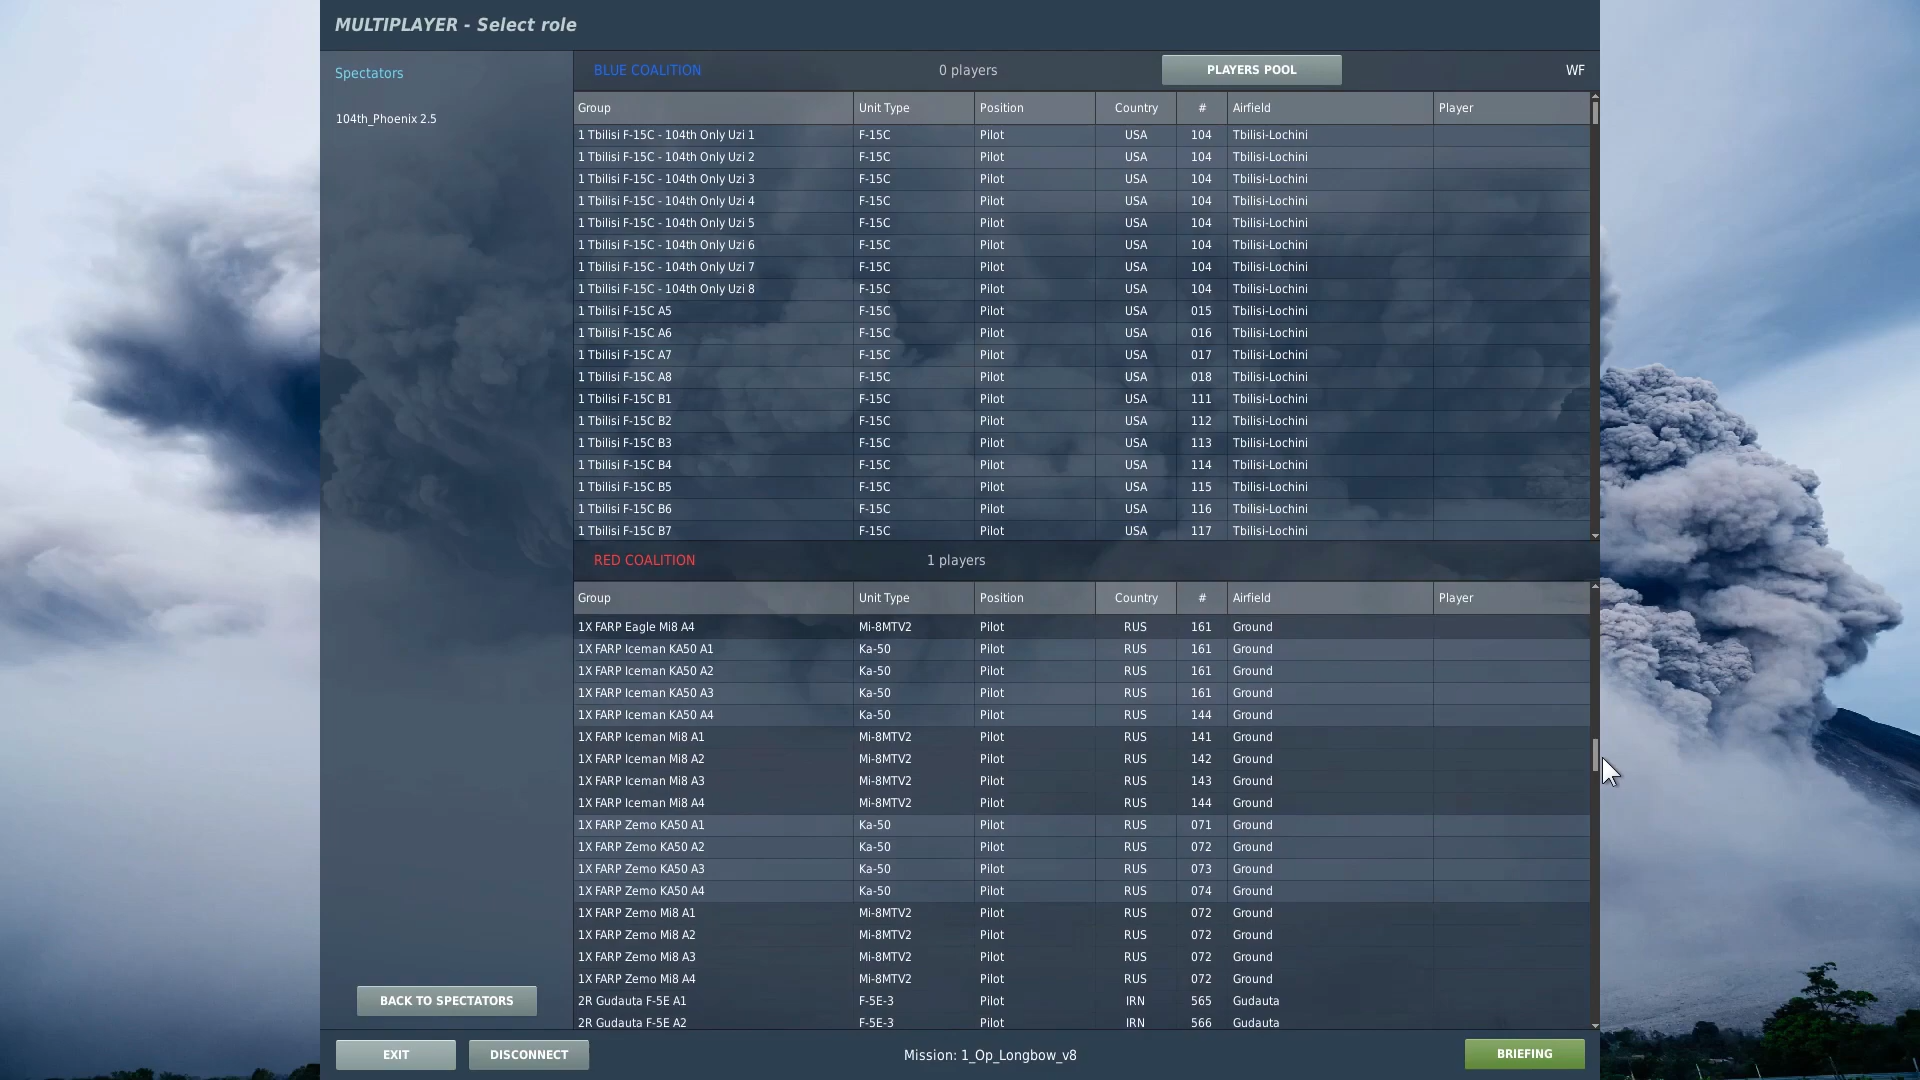 MULTIPLAYER - Select role
Spectators
104th_Phoenix 2.5
BLUE COALITION 0 players PLAYERS POOL WF
Group Unit Type Position Country # Airfield Player
1 Tbilisi F-15C - 104th Only Uzi 1 F-15C Pilot USA 104 Tbilisi-Lochini
1 Tbilisi F-15C - 104th Only Uzi 2 F-15C Pilot USA 104 Tbilisi-Lochini
1 Tbilisi F-15C - 104th Only Uzi 3 F-15C Pilot USA 104 Tbilisi-Lochini
1 Tbilisi F-15C - 104th Only Uzi 4 F-15C Pilot USA 104 Tbilisi-Lochini
1 Tbilisi F-15C - 104th Only Uzi 5 F-15C Pilot USA 104 Tbilisi-Lochini
1 Tbilisi F-15C - 104th Only Uzi 6 F-15C Pilot USA 104 Tbilisi-Lochini
1 Tbilisi F-15C - 104th Only Uzi 7 F-15C Pilot USA 104 Tbilisi-Lochini
1 Tbilisi F-15C - 104th Only Uzi 8 F-15C Pilot USA 104 Tbilisi-Lochini
1 Tbilisi F-15C A5 F-15C Pilot USA 015 Tbilisi-Lochini
1 Tbilisi F-15C A6 F-15C Pilot USA 016 Tbilisi-Lochini
1 Tbilisi F-15C A7 F-15C Pilot USA 017 Tbilisi-Lochini
1 Tbilisi F-15C A8 F-15C Pilot USA 018 Tbilisi-Lochini
1 Tbilisi F-15C B1 F-15C Pilot USA 111 Tbilisi-Lochini
1 Tbilisi F-15C B2 F-15C Pilot USA 112 Tbilisi-Lochini
1 Tbilisi F-15C B3 F-15C Pilot USA 113 Tbilisi-Lochini
1 Tbilisi F-15C B4 F-15C Pilot USA 114 Tbilisi-Lochini
1 Tbilisi F-15C B5 F-15C Pilot USA 115 Tbilisi-Lochini
1 Tbilisi F-15C B6 F-15C Pilot USA 116 Tbilisi-Lochini
1 Tbilisi F-15C B7 F-15C Pilot USA 117 Tbilisi-Lochini
RED COALITION 1 players
Group Unit Type Position Country # Airfield Player
1X FARP Eagle Mi8 A4 Mi-8MTV2 Pilot RUS 161 Ground
1X FARP Iceman KA50 A1 Ka-50 Pilot RUS 161 Ground
1X FARP Iceman KA50 A2 Ka-50 Pilot RUS 161 Ground
1X FARP Iceman KA50 A3 Ka-50 Pilot RUS 161 Ground
1X FARP Iceman KA50 A4 Ka-50 Pilot RUS 144 Ground
1X FARP Iceman Mi8 A1 Mi-8MTV2 Pilot RUS 141 Ground
1X FARP Iceman Mi8 A2 Mi-8MTV2 Pilot RUS 142 Ground
1X FARP Iceman Mi8 A3 Mi-8MTV2 Pilot RUS 143 Ground
1X FARP Iceman Mi8 A4 Mi-8MTV2 Pilot RUS 144 Ground
1X FARP Zemo KA50 A1 Ka-50 Pilot RUS 071 Ground
1X FARP Zemo KA50 A2 Ka-50 Pilot RUS 072 Ground
1X FARP Zemo KA50 A3 Ka-50 Pilot RUS 073 Ground
1X FARP Zemo KA50 A4 Ka-50 Pilot RUS 074 Ground
1X FARP Zemo Mi8 A1 Mi-8MTV2 Pilot RUS 072 Ground
1X FARP Zemo Mi8 A2 Mi-8MTV2 Pilot RUS 072 Ground
1X FARP Zemo Mi8 A3 Mi-8MTV2 Pilot RUS 072 Ground
1X FARP Zemo Mi8 A4 Mi-8MTV2 Pilot RUS 072 Ground
2R Gudauta F-5E A1 F-5E-3 Pilot IRN 565 Gudauta
2R Gudauta F-5E A2 F-5E-3 Pilot IRN 566 Gudauta
BACK TO SPECTATORS
EXIT DISCONNECT Mission: 1_Op_Longbow_v8 BRIEFING